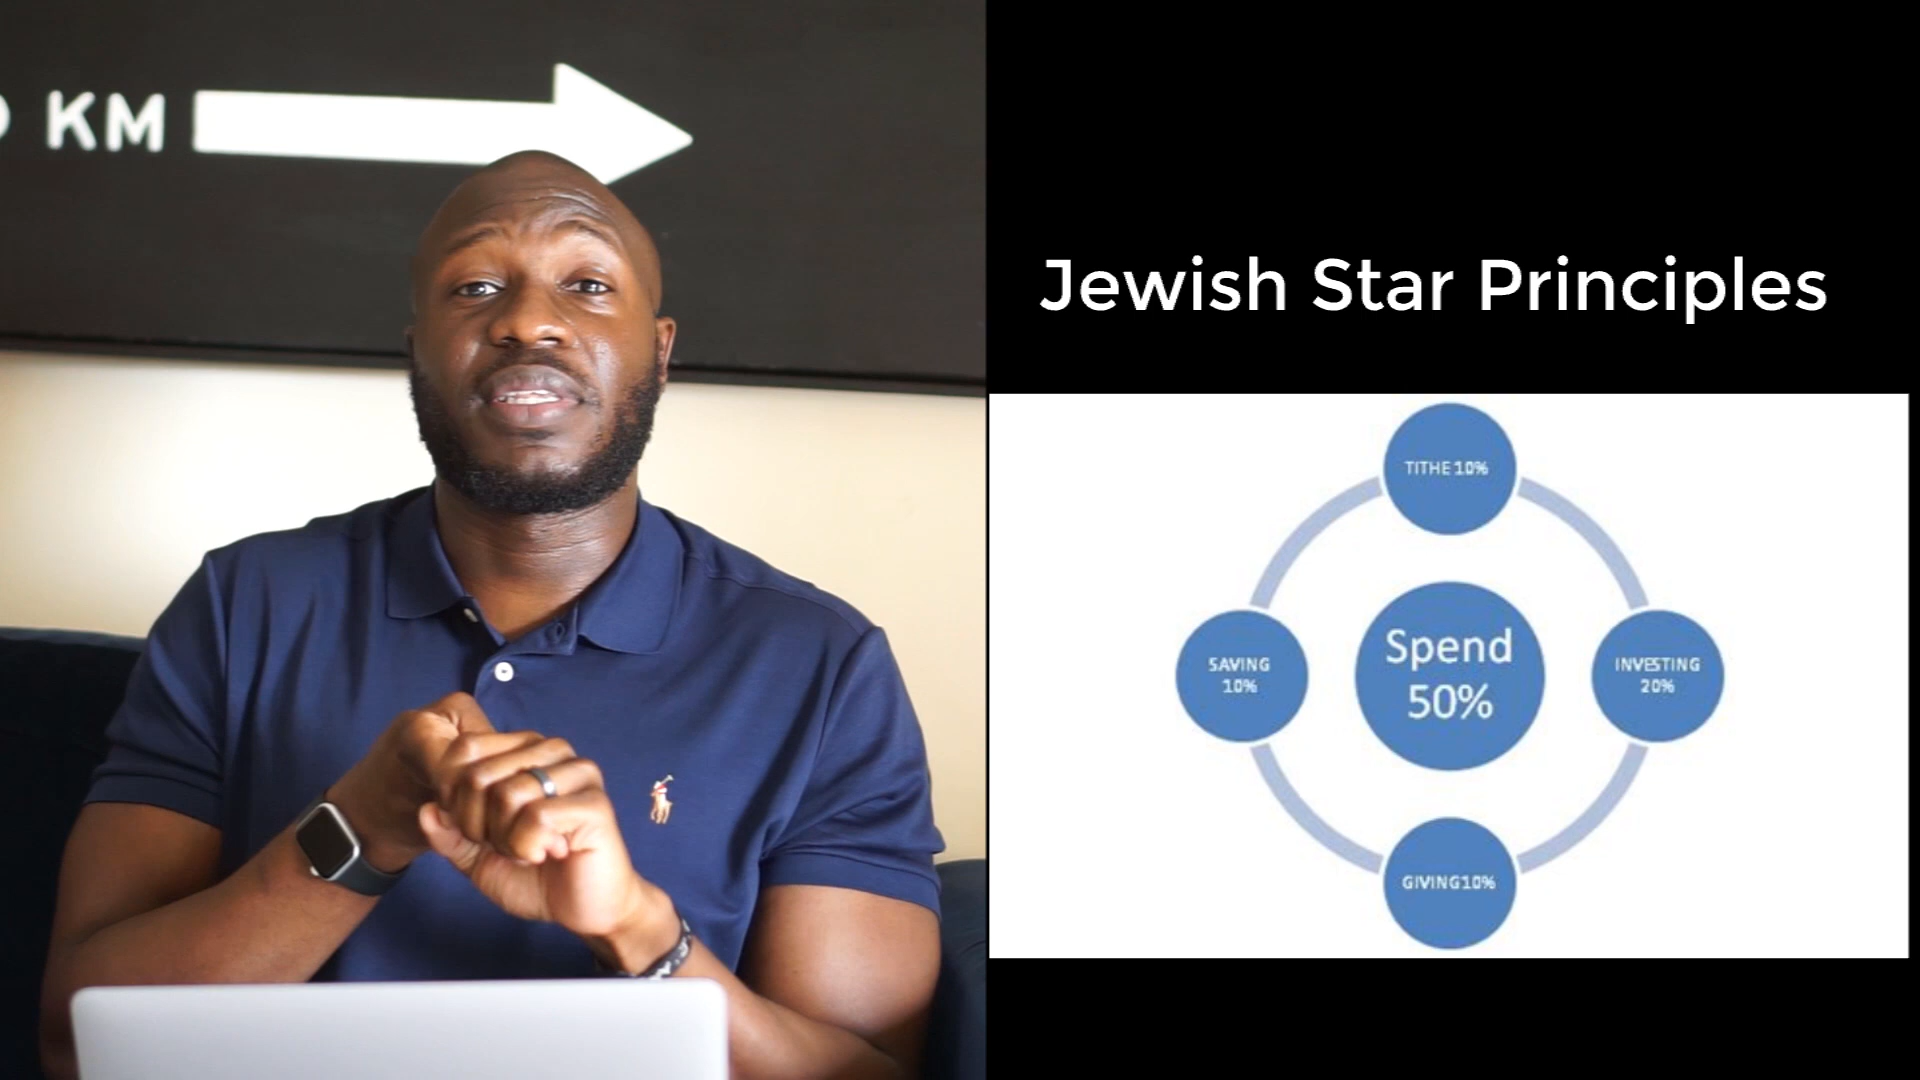 KM
Jewish Star Principles
TITHE 10%
SAVING
10%
Spend
50%
INVESTING
20%
GIVING10%